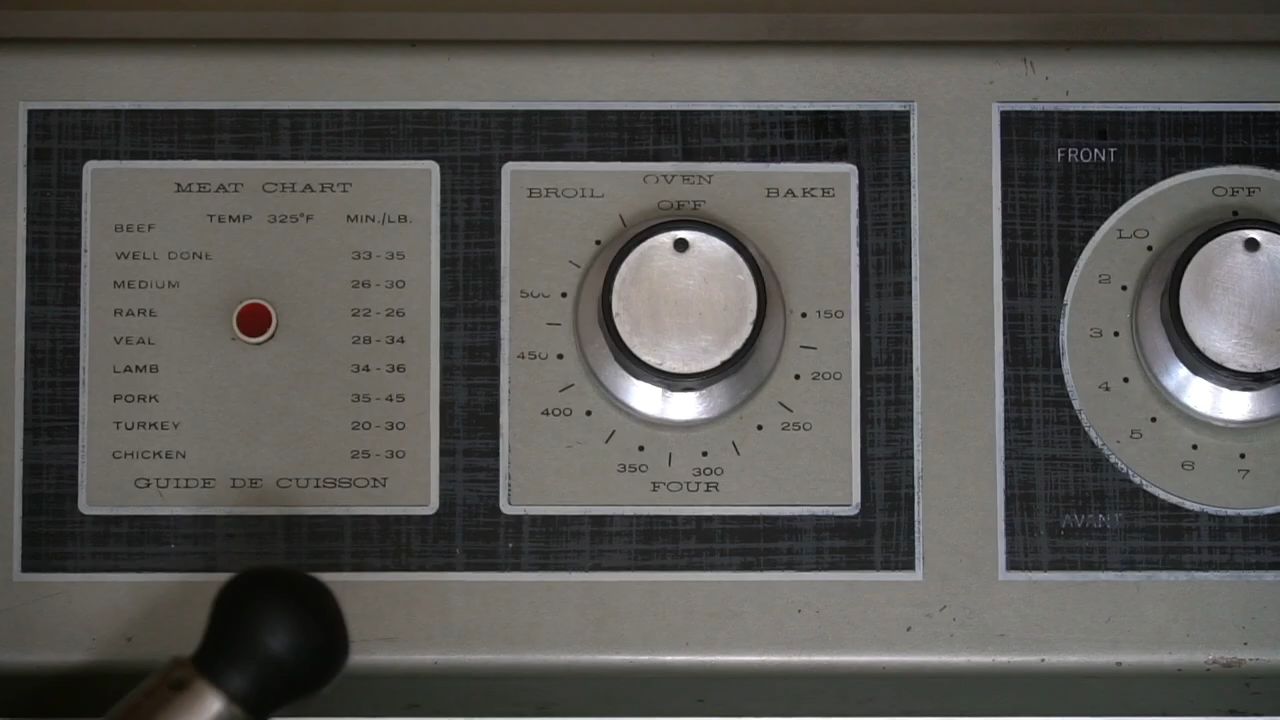 MEAT CHART
TEMP 325°F MIN./LB.
BEEF
WELL DONE 33-35
MEDIUM 26-30
RARE 22-26
VEAL 28-34
LAMB 34-36
PORK 35-45
TURKEY 20-30
CHICKEN 25-30
GUIDE DE CUISSON
OVEN
BROIL BAKE
OFF
500
450
400
350
300
250
200
150
FOUR
FRONT
OFF
LO
2
3
4
5
6
7
AVANT